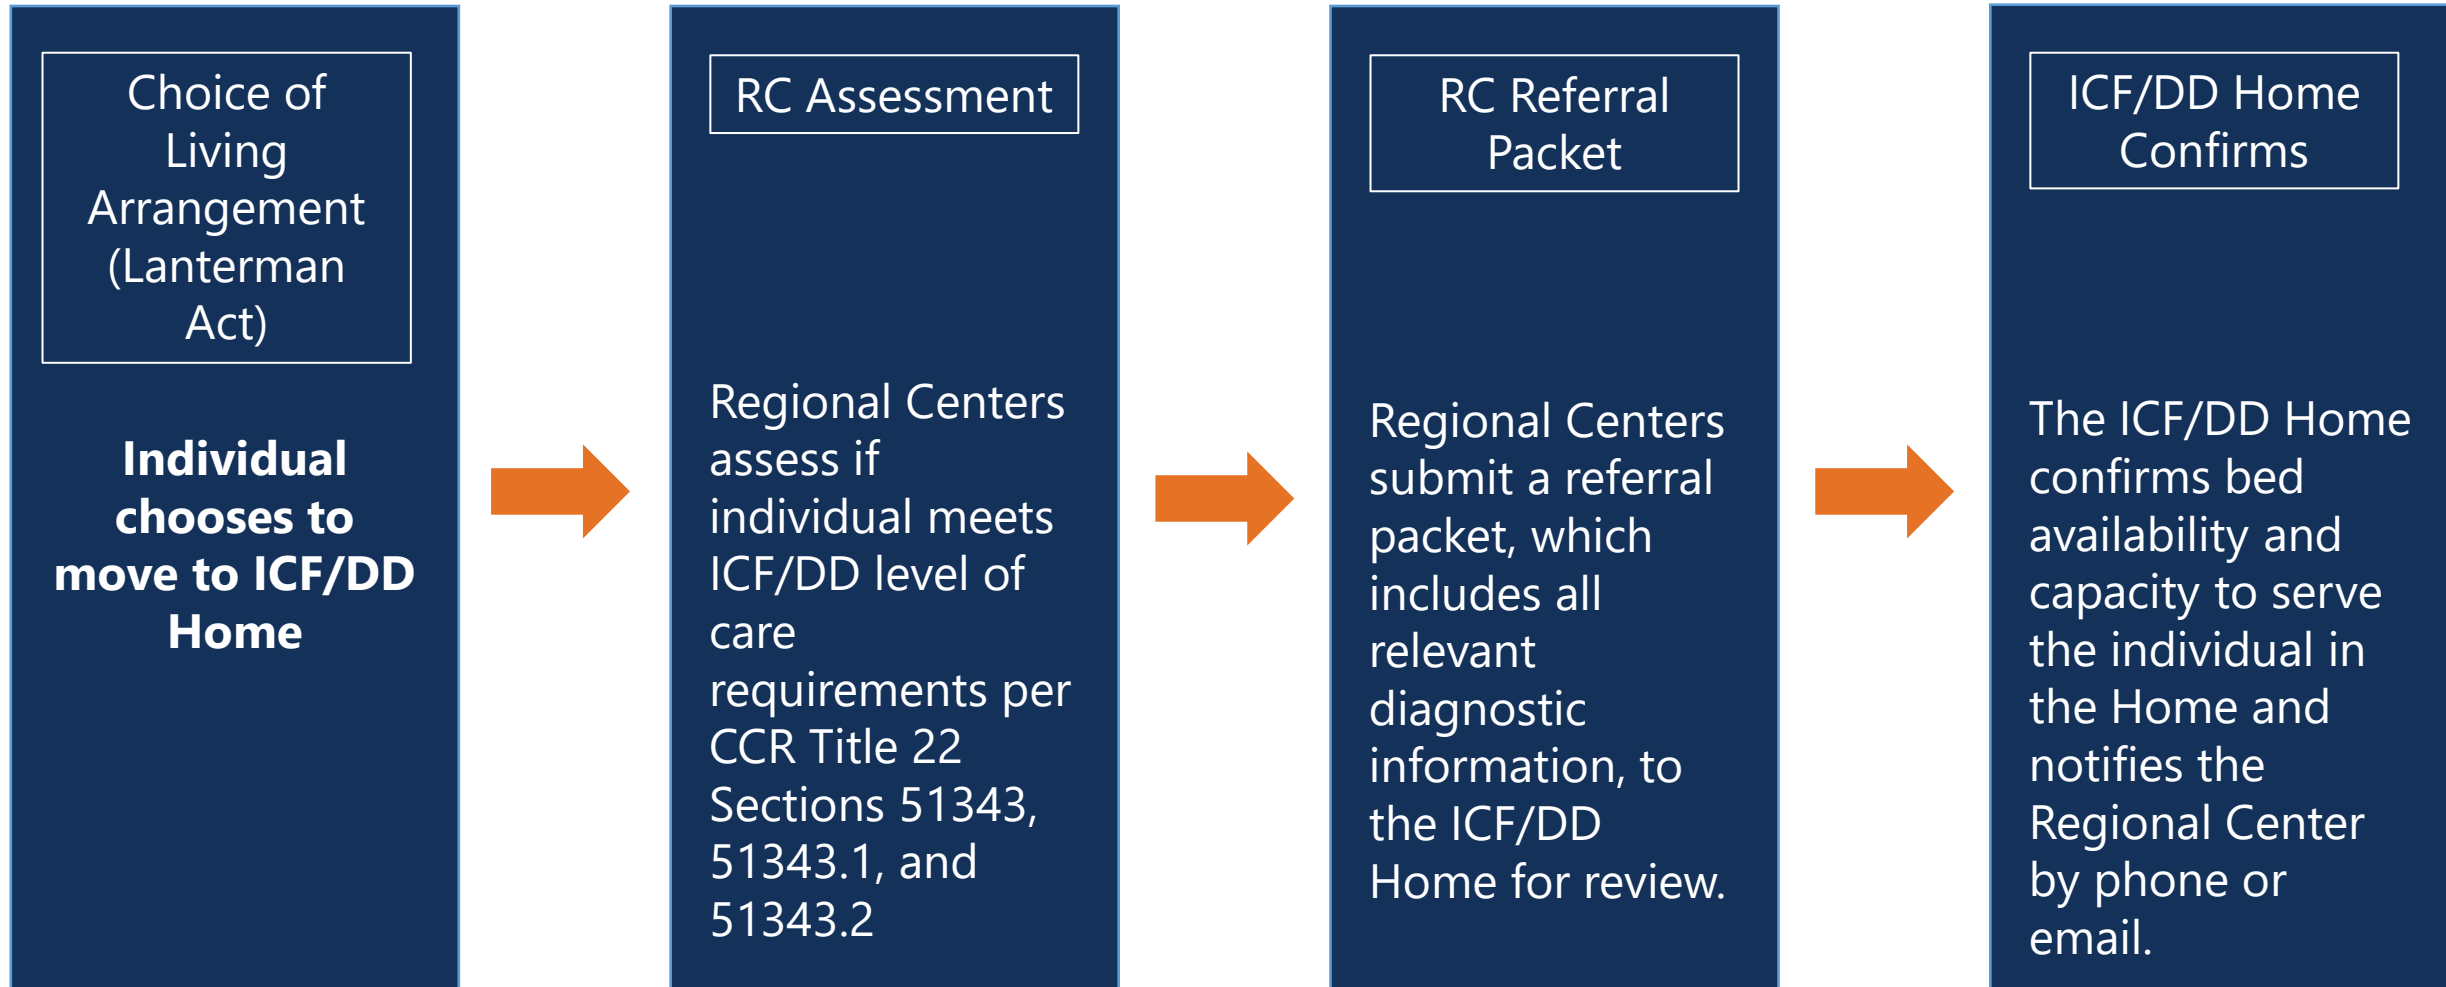 Choice of
Living
Arrangement
(Lanterman
Act)
Individual
chooses to
move to ICF/DD
Home
RC Assessment
Regional Centers
assess if
individual meets
ICF/DD level of
care
requirements per
CCR Title 22
Sections 51343,
51343.1, and
51343.2
RC Referral
Packet
Regional Centers
submit a referral
packet, which
includes all
relevant
diagnostic
information, to
the ICF/DD
Home for review.
ICF/DD Home
Confirms
The ICF/DD Home
confirms bed
availability and
capacity to serve
the individual in
the Home and
notifies the
Regional Center
by phone or
email.